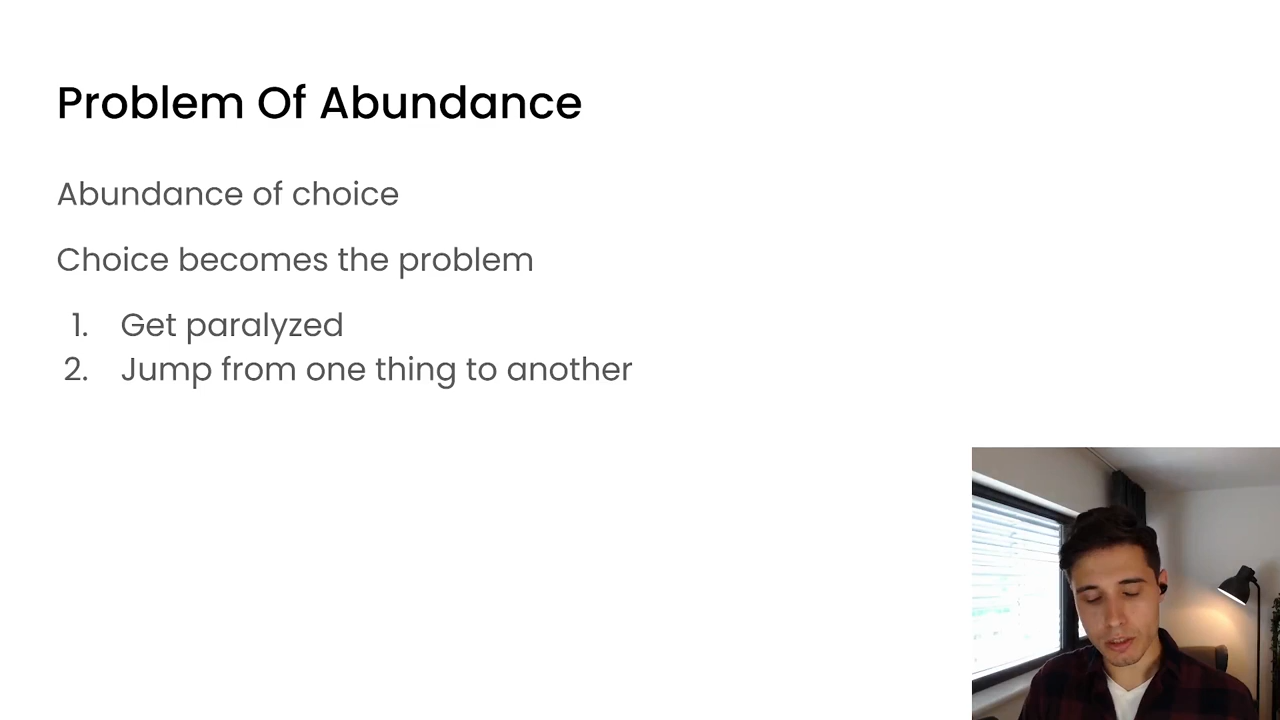 Problem Of Abundance
Abundance of choice
Choice becomes the problem
1. Get paralyzed
2. Jump from one thing to another